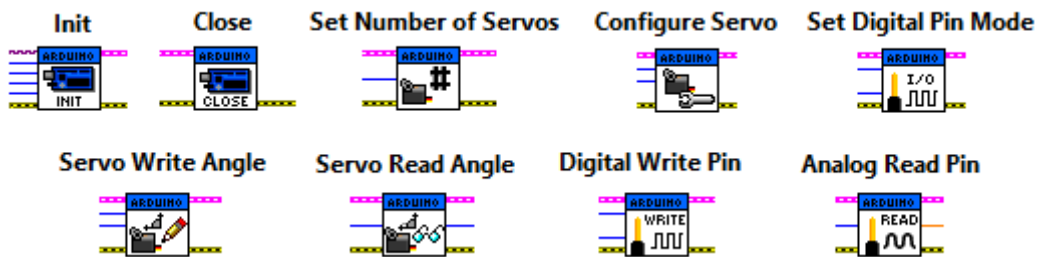 Init Close Set Number of Servos Configure Servo Set Digital Pin Mode
ARDUINO ARDUINO ARDUINO ARDUINO ARDUINO
INIT CLOSE # I/O
Servo Write Angle Servo Read Angle Digital Write Pin Analog Read Pin
ARDUINO ARDUINO ARDUINO ARDUINO
WRITE READ